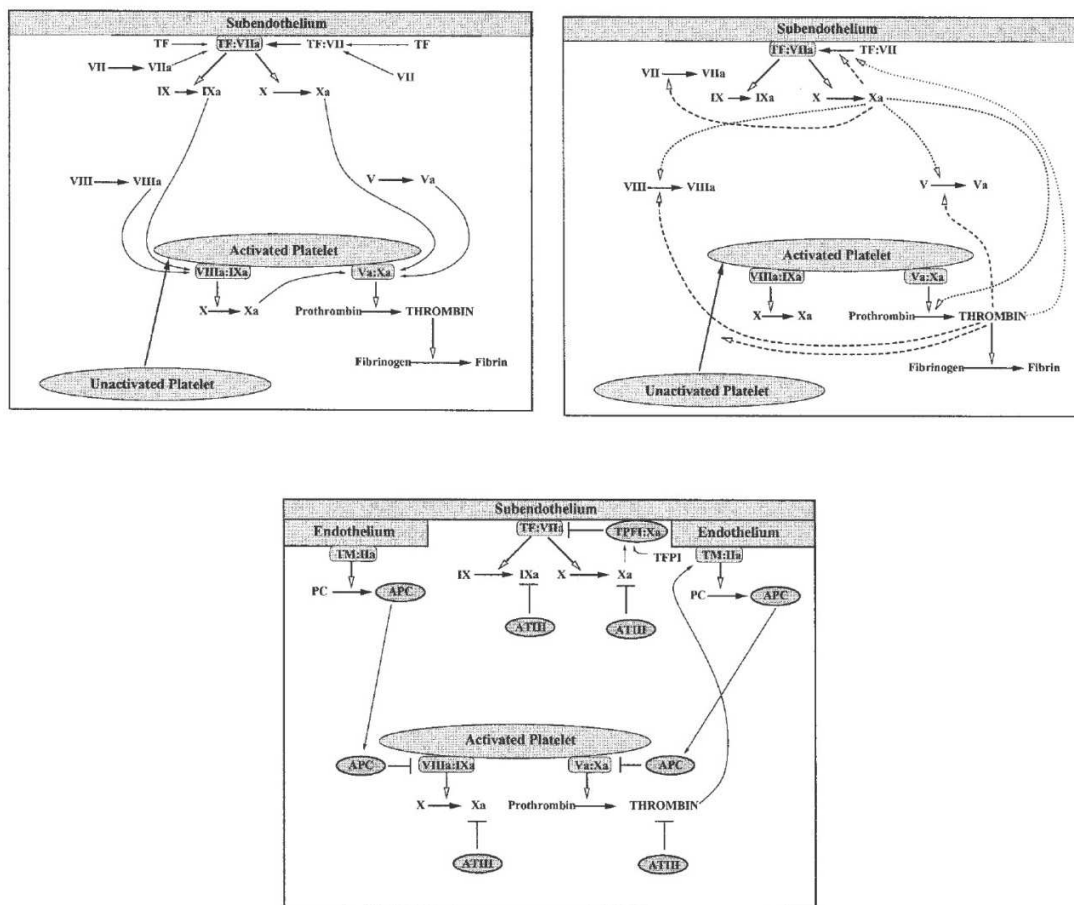 Subendothelium
TF TF:VIIa TF:VII TF
VII VIIa VII
IX IXa X Xa
VIII VIIIa V Va
Activated Platelet
VIIIa:IXa Va:Xa
X Xa Prothrombin THROMBIN
Fibrinogen Fibrin
Unactivated Platelet
Subendothelium
TF:VIIa TF:VII
VII VIIa
IX IXa X Xa
VIII VIIIa V Va
Activated Platelet
VIIIa:IXa Va:Xa
X Xa Prothrombin THROMBIN
Fibrinogen Fibrin
Unactivated Platelet
Subendothelium
Endothelium TF:VIIa TPFI:Xa Endothelium
TM:IIa TFPI TM:IIa
IX IXa X Xa
PC APC PC APC
ATIII ATIII
Activated Platelet
APC VIIIa:IXa Va:Xa APC
X Xa Prothrombin THROMBIN
ATIII ATIII